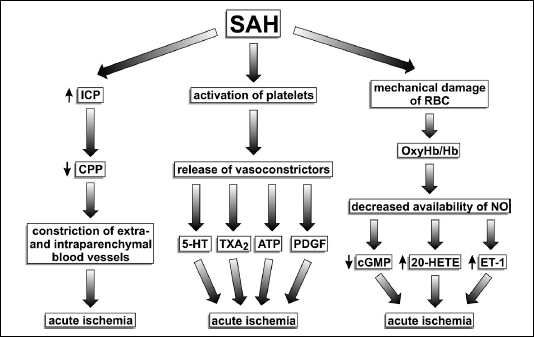 SAH
↑ ICP
↓ CPP
constriction of extra-
and intraparenchymal
blood vessels
acute ischemia
activation of platelets
release of vasoconstrictors
5-HT TXA2 ATP PDGF
acute ischemia
mechanical damage
of RBC
OxyHb/Hb
decreased availability of NO
↓ cGMP ↑ 20-HETE ↑ ET-1
acute ischemia